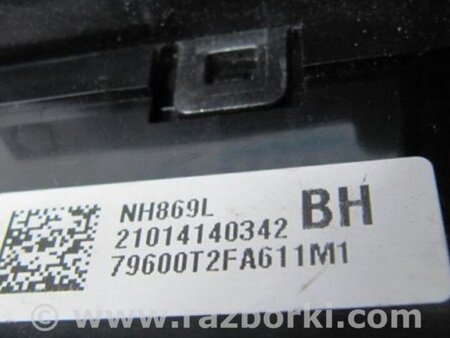 NH869L BH
21014140342
79600T2FA611M1
© www.razborki.com